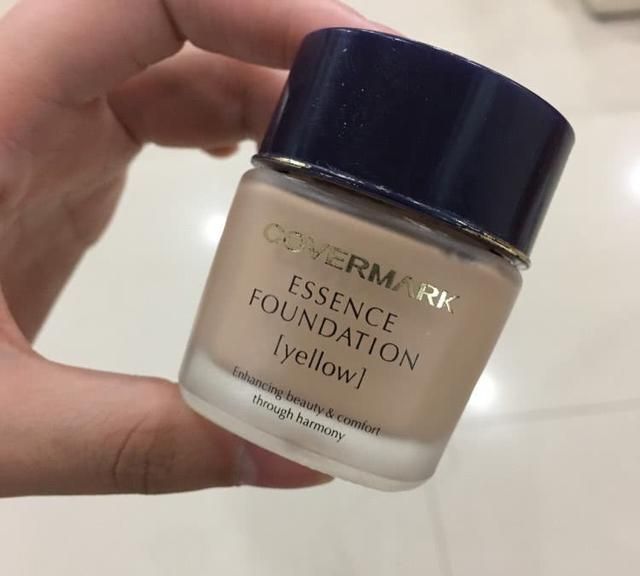 COVERMARK
ESSENCE
FOUNDATION
[yellow]
Enhancing beauty & comfort
through harmony